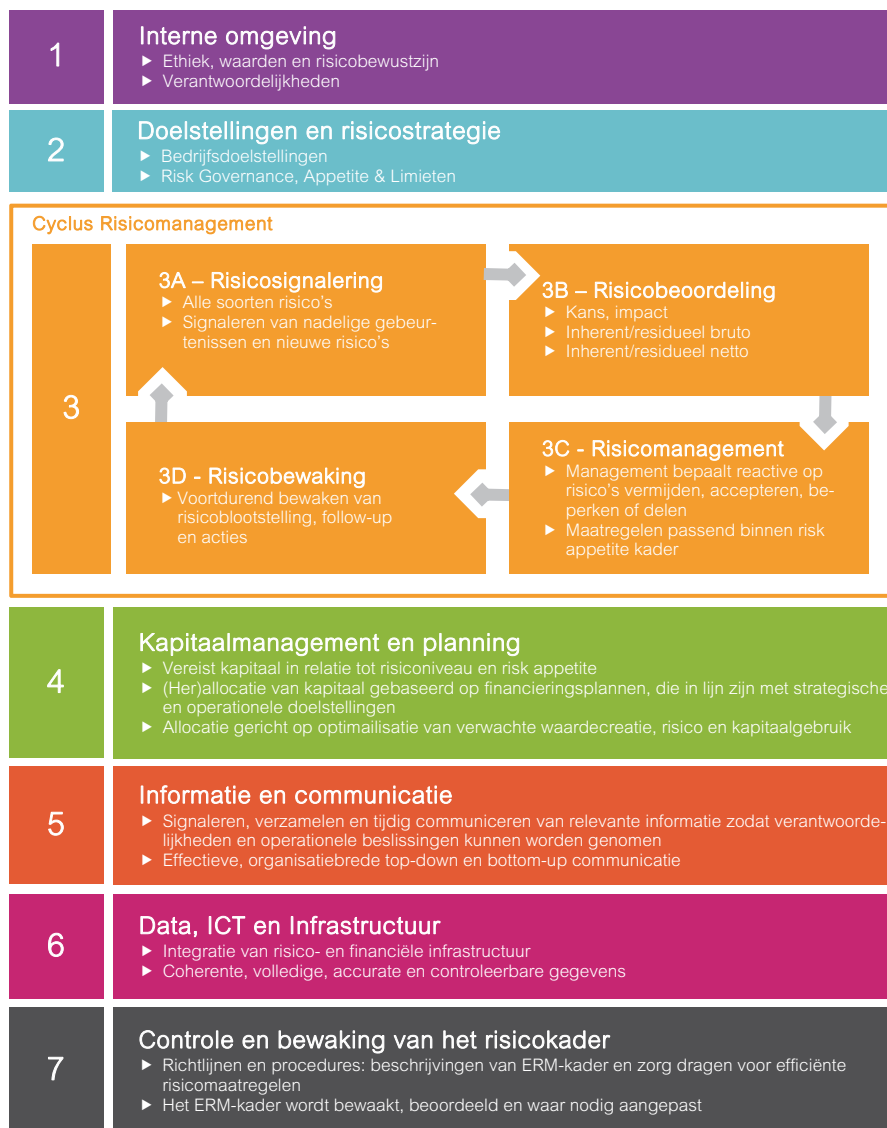 1
Interne omgeving
► Ethiek, waarden en risicobewustzijn
► Verantwoordelijkheden
2
Doelstellingen en risicostrategie
► Bedrijfsdoelstellingen
► Risk Governance, Appetite & Limieten
Cyclus Risicomanagement
3
3A – Risicosignalering
► Alle soorten risico's
► Signaleren van nadelige gebeur-
tenissen en nieuwe risico's
3B – Risicobeoordeling
► Kans, impact
► Inherent/residueel bruto
► Inherent/residueel netto
3C - Risicomanagement
► Management bepaalt reactive op
risico's vermijden, accepteren, be-
perken of delen
► Maatregelen passend binnen risk
appetite kader
3D - Risicobewaking
► Voortdurend bewaken van
risicoblootstelling, follow-up
en acties
4
Kapitaalmanagement en planning
► Vereist kapitaal in relatie tot risiconiveau en risk appetite
► (Her)allocatie van kapitaal gebaseerd op financieringsplannen, die in lijn zijn met strategische
en operationele doelstellingen
► Allocatie gericht op optimailisatie van verwachte waardecreatie, risico en kapitaalgebruik
5
Informatie en communicatie
► Signaleren, verzamelen en tijdig communiceren van relevante informatie zodat verantwoorde-
lijkheden en operationele beslissingen kunnen worden genomen
► Effectieve, organisatiebrede top-down en bottom-up communicatie
6
Data, ICT en Infrastructuur
► Integratie van risico- en financiële infrastructuur
► Coherente, volledige, accurate en controleerbare gegevens
7
Controle en bewaking van het risicokader
► Richtlijnen en procedures: beschrijvingen van ERM-kader en zorg dragen voor efficiënte
risicomaatregelen
► Het ERM-kader wordt bewaakt, beoordeeld en waar nodig aangepast